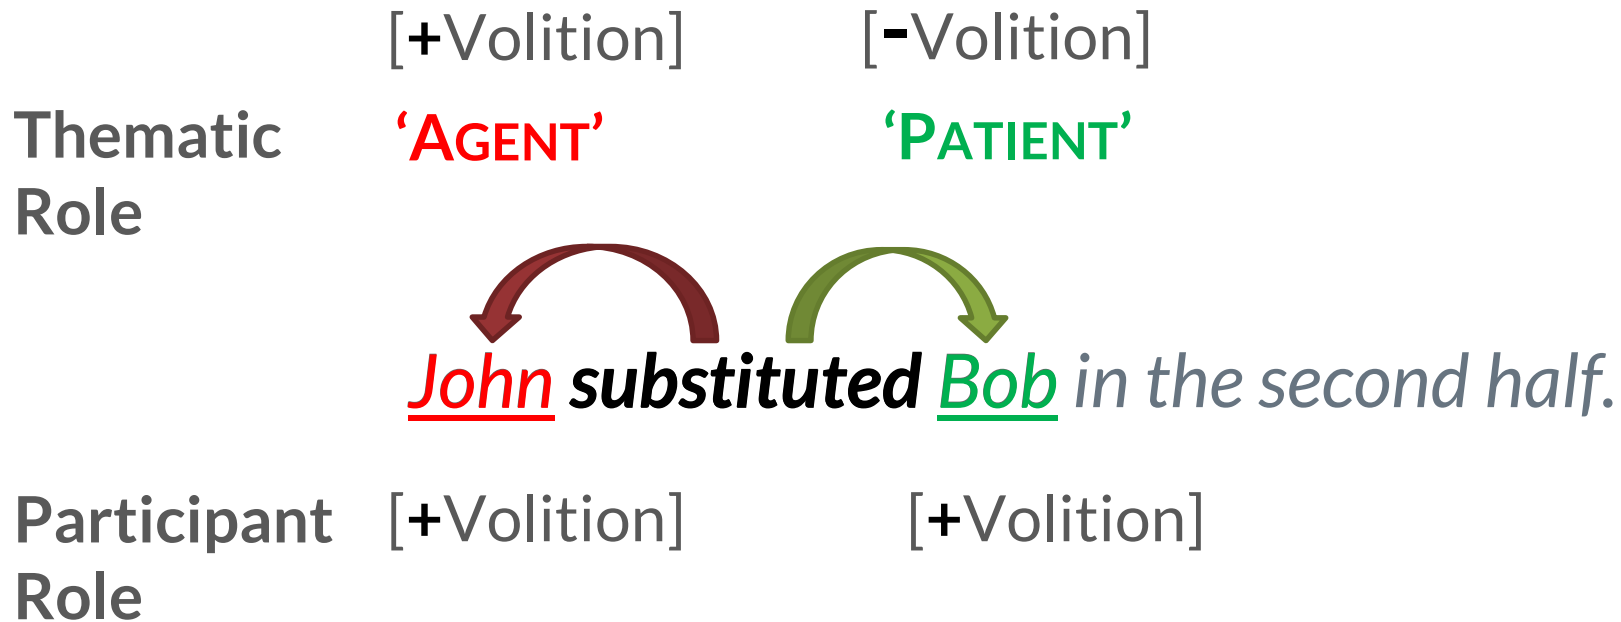 [+Volition] [-Volition]
Thematic Role ‘AGENT’ ‘PATIENT’
John substituted Bob in the second half.
Participant Role [+Volition] [+Volition]